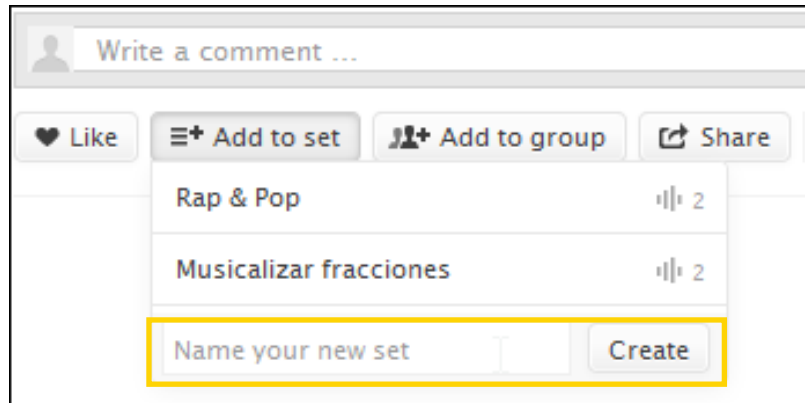 Write a comment ...
Like Add to set Add to group Share
Rap & Pop 2
Musicalizar fracciones 2
Name your new set Create